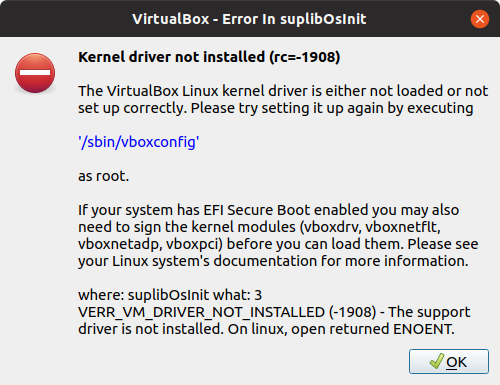 VirtualBox - Error In suplibOsInit
Kernel driver not installed (rc=-1908)
The VirtualBox Linux kernel driver is either not loaded or not
set up correctly. Please try setting it up again by executing
'/sbin/vboxconfig'
as root.
If your system has EFI Secure Boot enabled you may also
need to sign the kernel modules (vboxdrv, vboxnetflt,
vboxnetadp, vboxpci) before you can load them. Please see
your Linux system's documentation for more information.
where: suplibOsInit what: 3
VERR_VM_DRIVER_NOT_INSTALLED (-1908) - The support
driver is not installed. On linux, open returned ENOENT.
OK